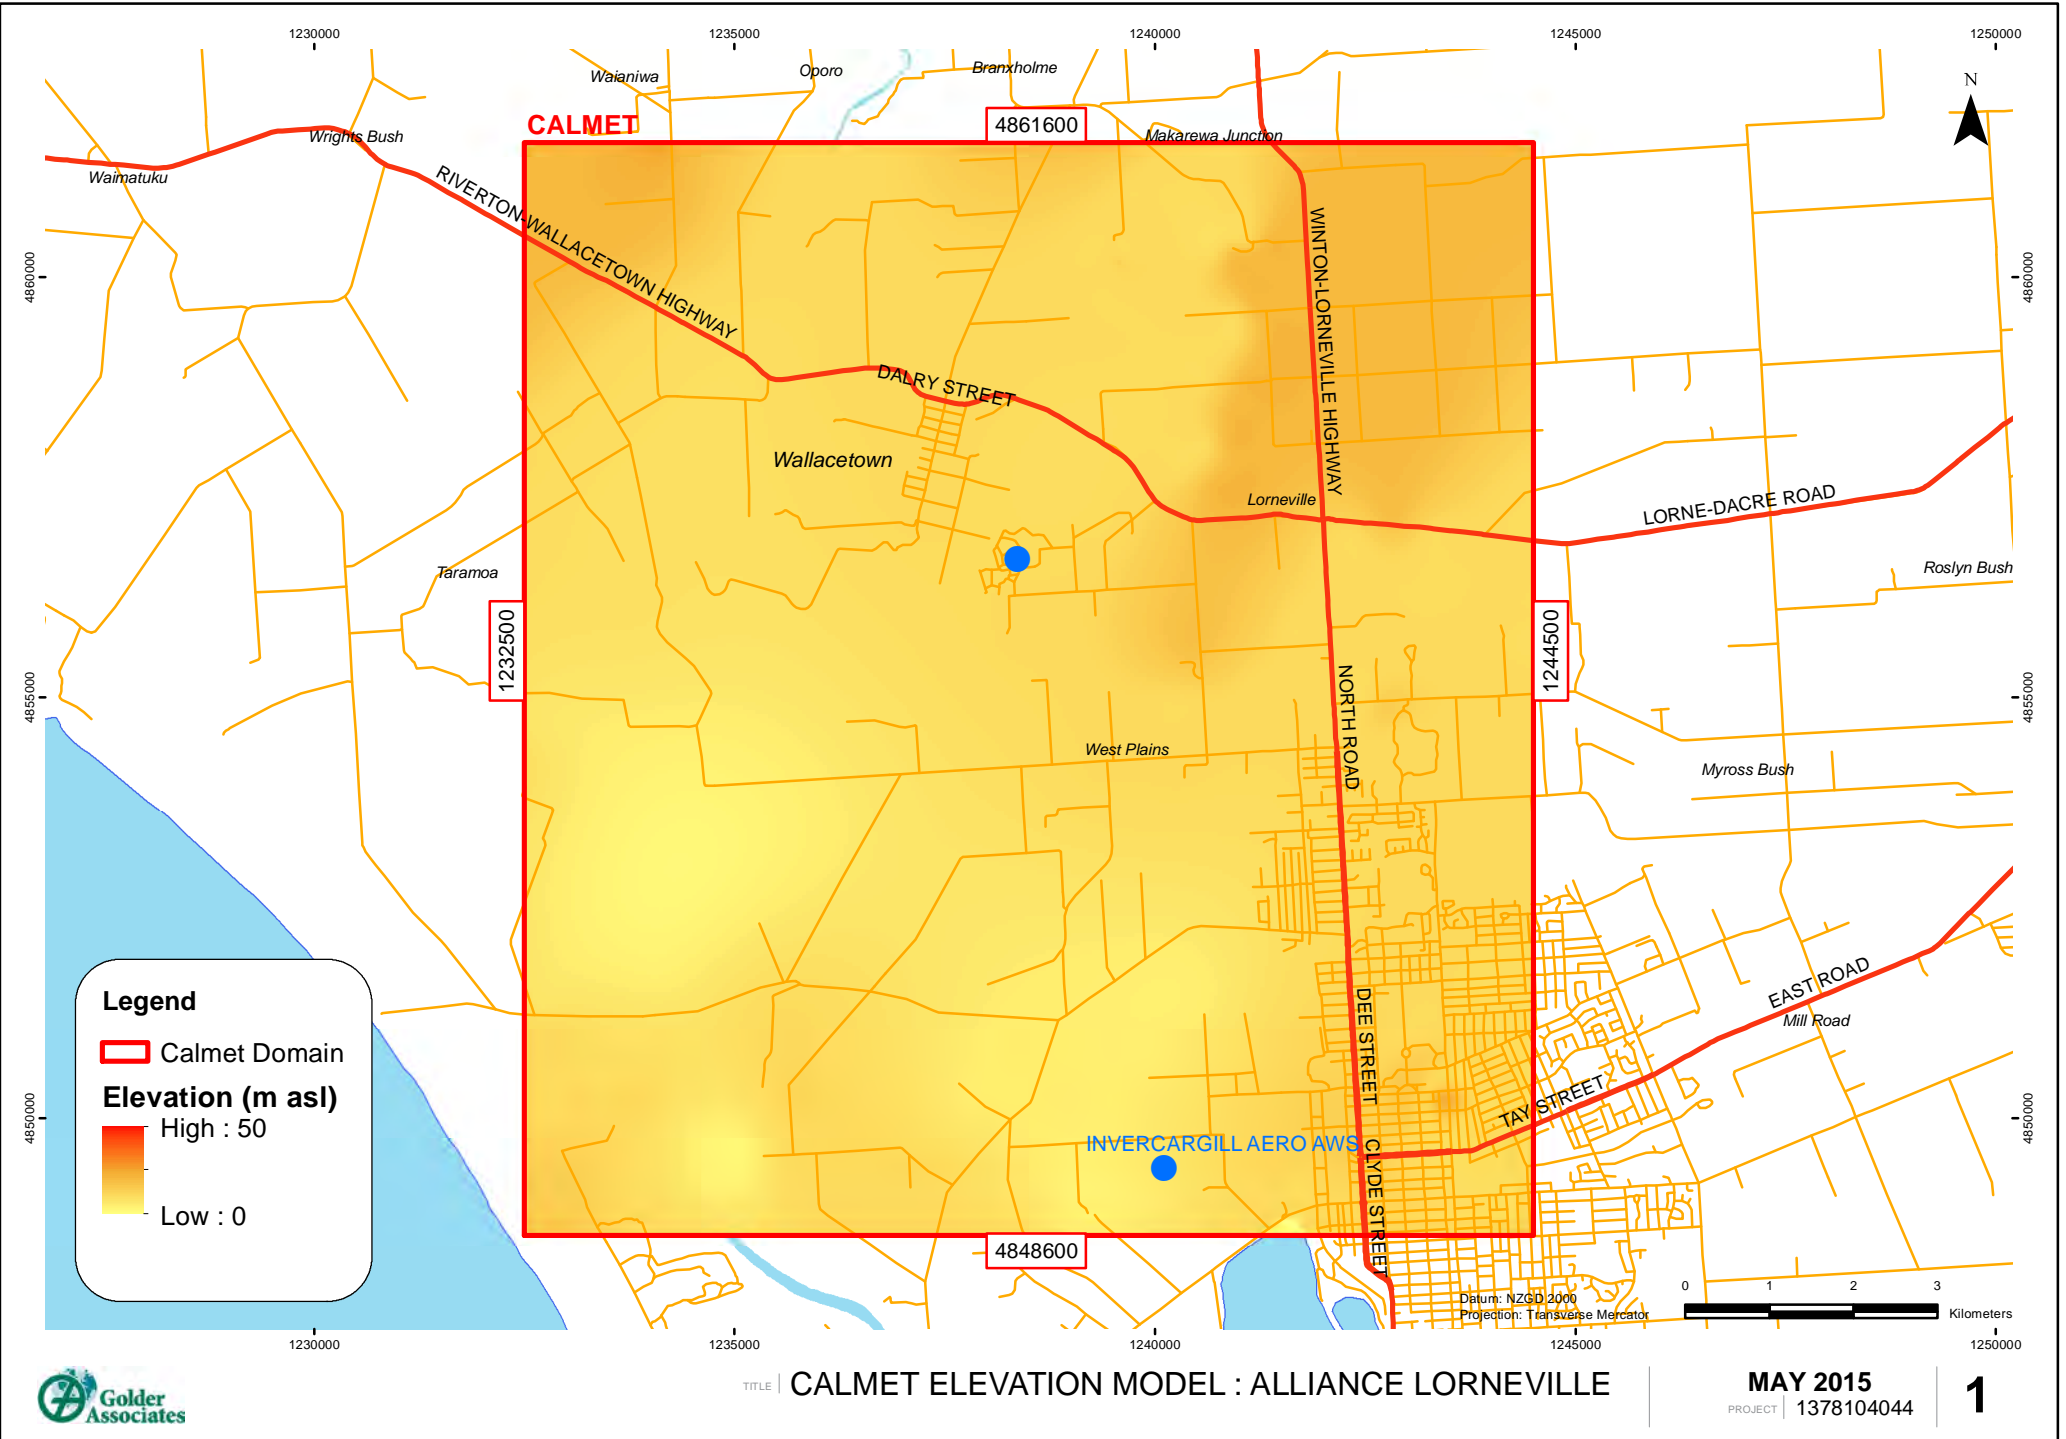 1230000
1235000
1240000
1245000
1250000
Waianiwa
Oporo
Branxholme
N
CALMET
4861600
Wrights Bush
Makarewa Junction
Waimatuku
RIVERTON-WALLACETOWN HIGHWAY
WINTON-LORNEVILLE HIGHWAY
4860000
4860000
DALRY STREET
Wallacetown
Lorneville
LORNE-DACRE ROAD
Taramoa
Roslyn Bush
1232500
1244500
4855000
4855000
NORTH ROAD
West Plains
Myross Bush
EAST ROAD
Mill Road
DEE STREET
TAY STREET
Legend
Calmet Domain
Elevation (m asl)
High : 50
Low : 0
4850000
4850000
INVERCARGILL AERO AWS
CLYDE STREET
4848600
Datum: NZGD 2000
Projection: Transverse Mercator
0 1 2 3
Kilometers
1230000
1235000
1240000
1245000
1250000
Golder
Associates
TITLE
CALMET ELEVATION MODEL : ALLIANCE LORNEVILLE
MAY 2015
PROJECT 1378104044
1